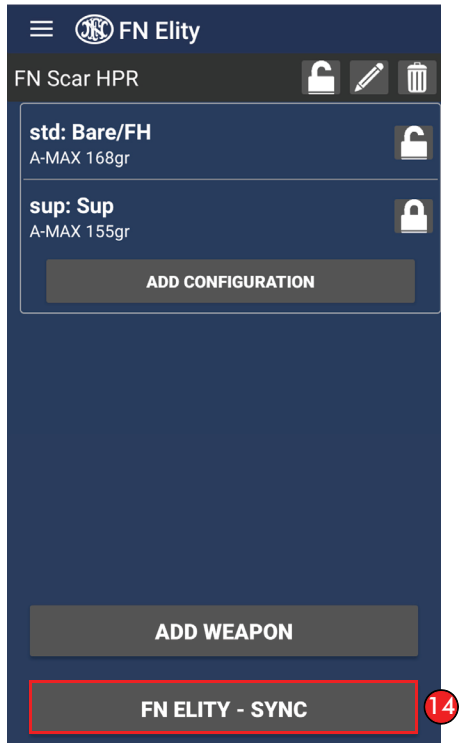 FN Elity
FN Scar HPR
std: Bare/FH
A-MAX 168gr
sup: Sup
A-MAX 155gr
ADD CONFIGURATION
ADD WEAPON
FN ELITY - SYNC
14